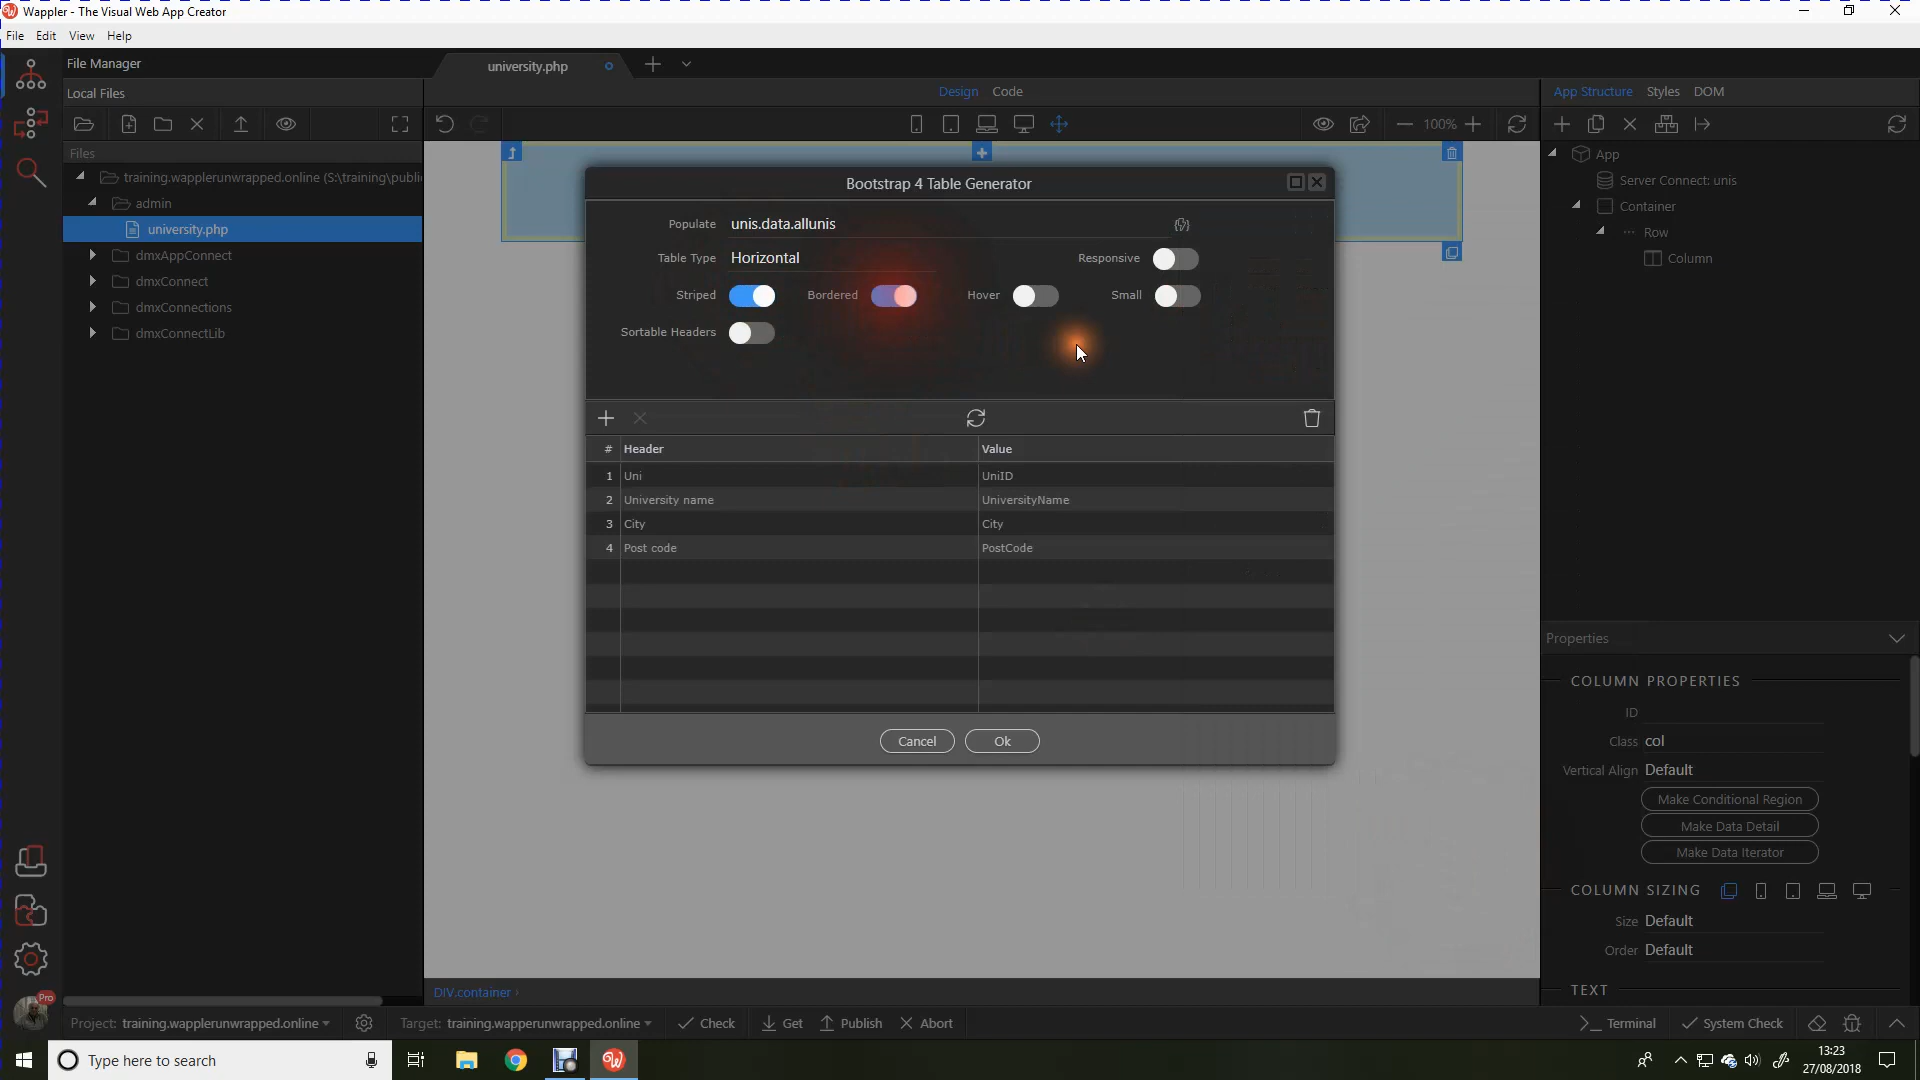 Wappler - The Visual Web App Creator
File Edit View Help
File Manager
Local Files
Files
training.wapplerunwrapped.online (S:\training\publi
admin
university.php
dmxAppConnect
dmxConnect
dmxConnections
dmxConnectLib
university.php
Design Code
100%
Bootstrap 4 Table Generator
Populate unis.data.allunis
Table Type Horizontal Responsive
Striped Bordered Hover Small
Sortable Headers
# Header Value
1 Uni UniID
2 University name UniversityName
3 City City
4 Post code PostCode
Cancel Ok
DIV.container ›
App Structure Styles DOM
App
Server Connect: unis
Container
Row
Column
Properties
COLUMN PROPERTIES
ID
Class col
Vertical Align Default
Make Conditional Region
Make Data Detail
Make Data Iterator
COLUMN SIZING
Size Default
Order Default
TEXT
Pro
Project: training.wapplerunwrapped.online Target: training.wapperunwrapped.online Check Get Publish Abort Terminal System Check
Type here to search
13:23
27/08/2018